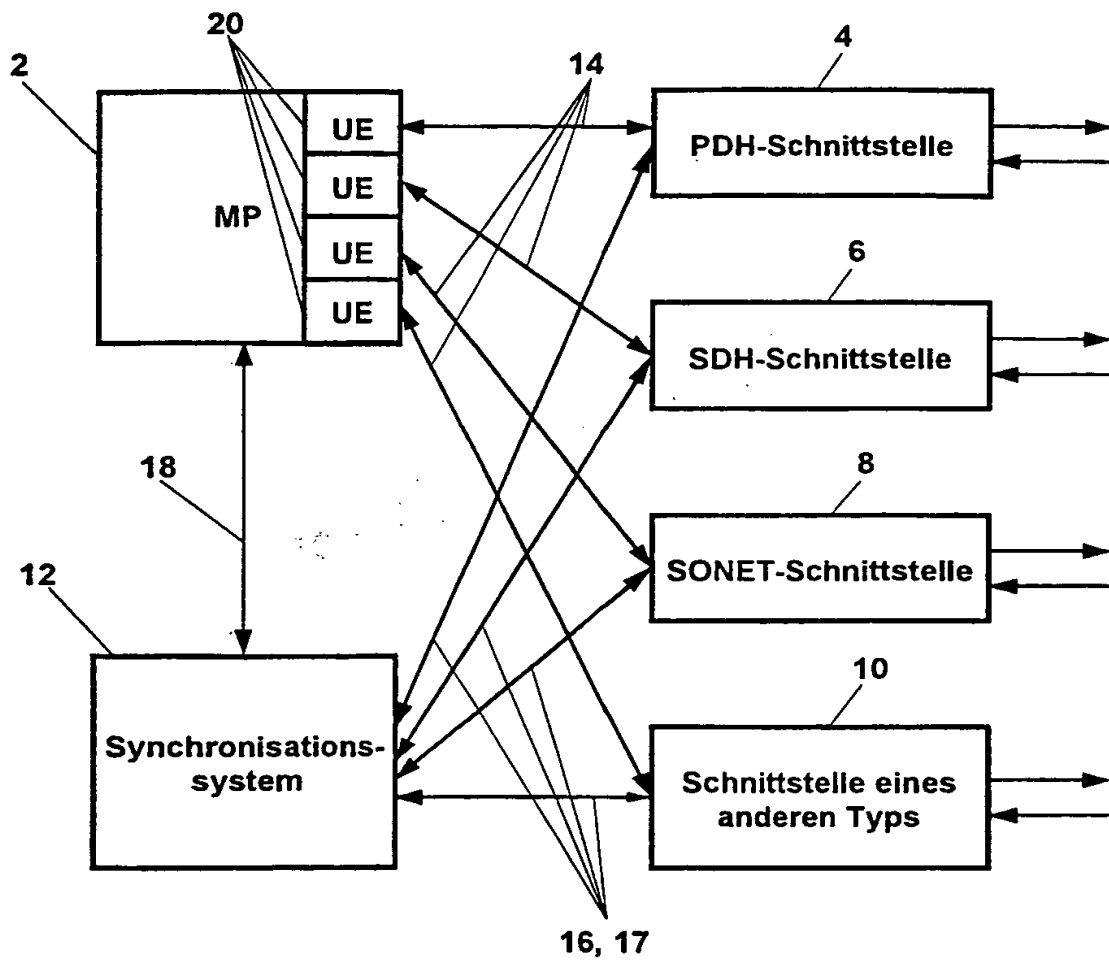 20
2
14
4
UE
PDH-Schnittstelle
UE
MP
UE
6
UE
SDH-Schnittstelle
18
8
SONET-Schnittstelle
12
10
Synchronisations-
system
Schnittstelle eines
anderen Typs
16, 17